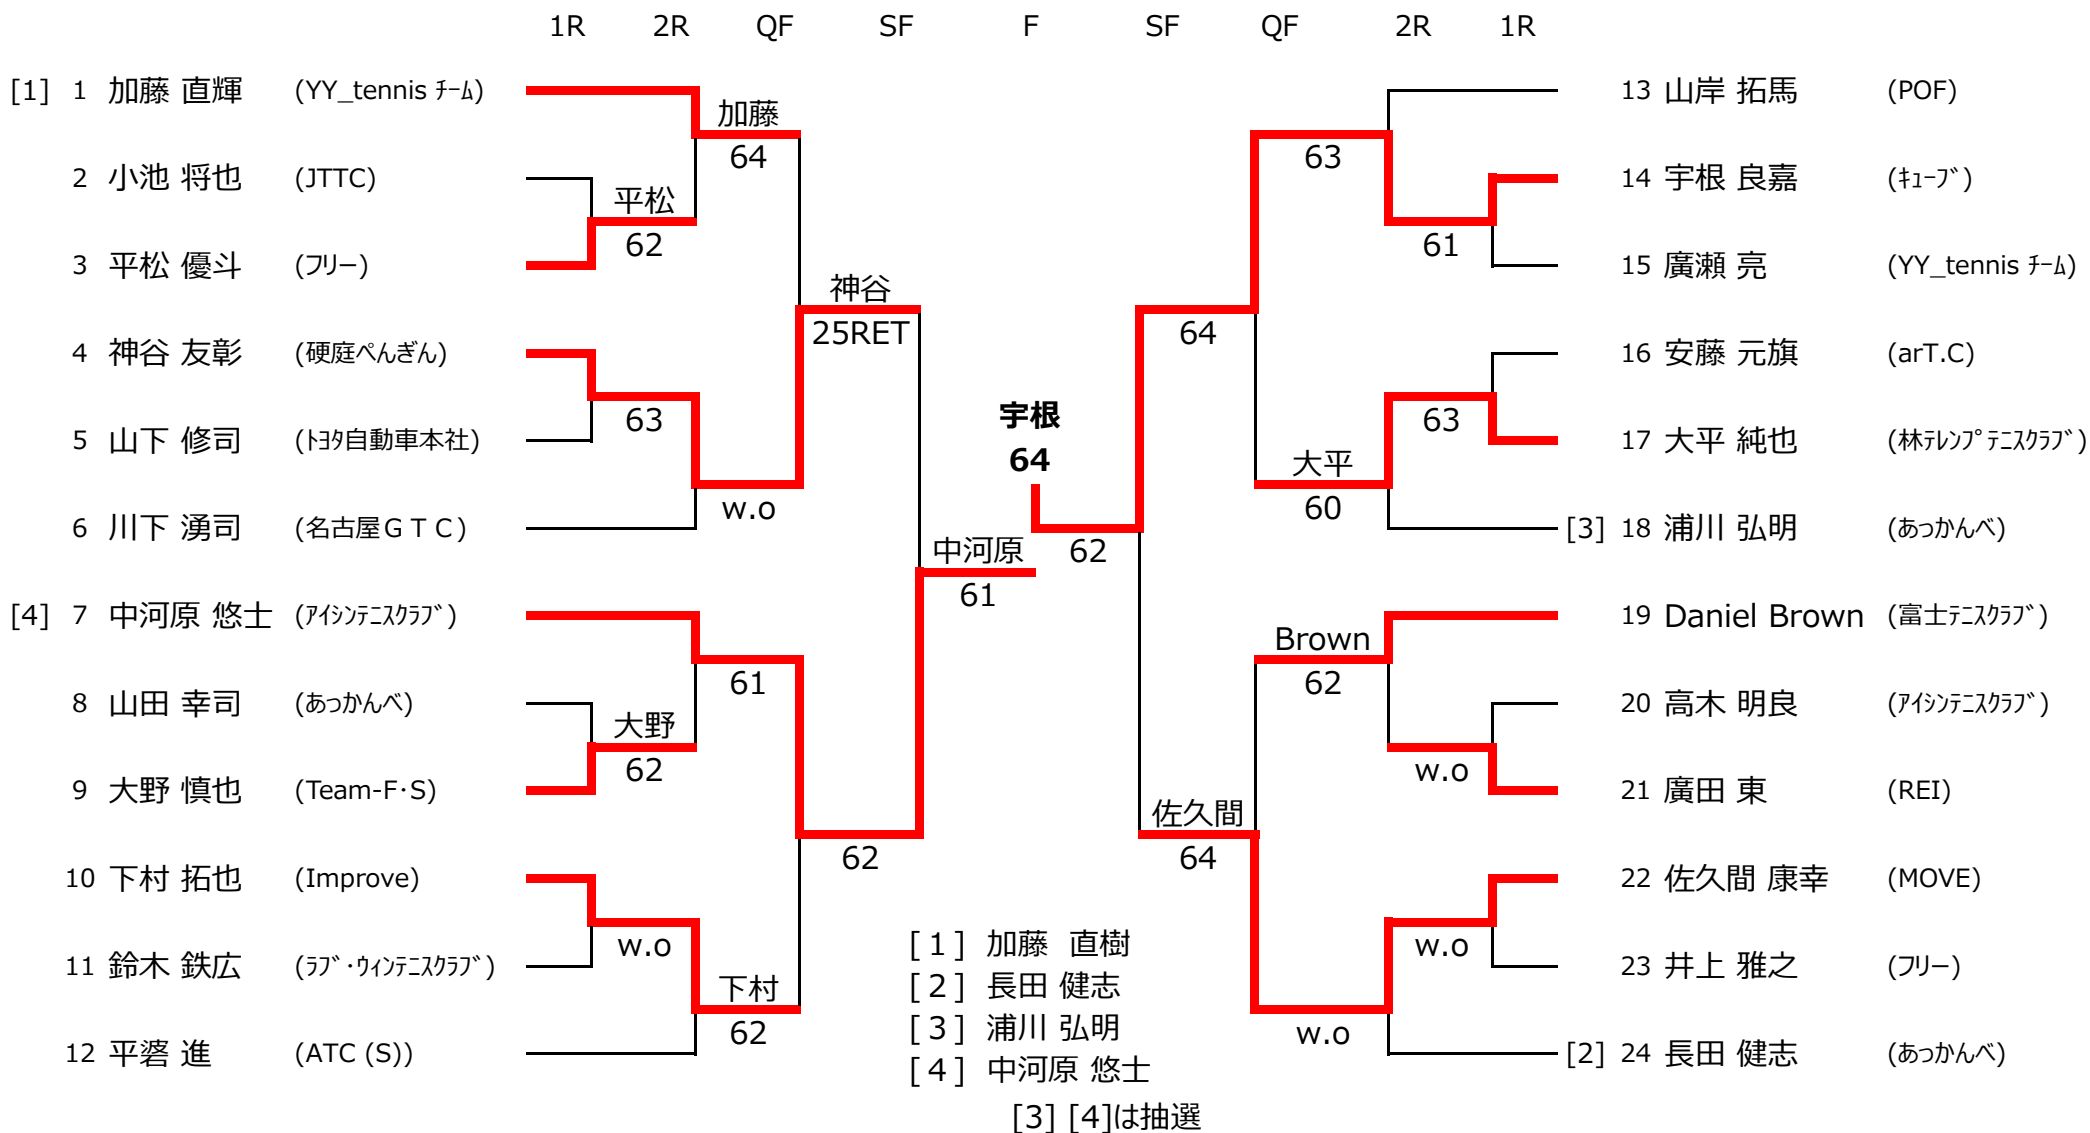 1R 2R QF SF F SF QF 2R 1R
[1] 1 加藤 直輝 (YY_tennis ﾁｰﾑ)
加藤
64
2 小池 将也 (JTTC)
平松
62
3 平松 優斗 (フリー)
神谷
25RET
4 神谷 友彰 (硬庭ぺんぎん)
63
5 山下 修司 (ﾄﾖﾀ自動車本社)
w.o
6 川下 湧司 (名古屋ＧＴＣ)
中河原
61
[4] 7 中河原 悠士 (ｱｲｼﾝﾃﾆｽｸﾗﾌﾞ)
61
8 山田 幸司 (あっかんべ)
大野
62
9 大野 慎也 (Team-F･S)
62
10 下村 拓也 (Improve)
w.o
11 鈴木 鉄広 (ﾗﾌﾞ･ｳｨﾝﾃﾆｽｸﾗﾌﾞ)
下村
62
12 平碆 進 (ATC (S))
宇根
64
62
13 山岸 拓馬 (POF)
63
14 宇根 良嘉 (ｷｭｰﾌﾞ)
61
15 廣瀬 亮 (YY_tennis ﾁｰﾑ)
64
16 安藤 元旗 (arT.C)
63
17 大平 純也 (林ﾃﾚﾝﾌﾟﾃﾆｽｸﾗﾌﾞ)
大平
60
[3] 18 浦川 弘明 (あっかんべ)
19 Daniel Brown (富士ﾃﾆｽｸﾗﾌﾞ)
Brown
62
20 高木 明良 (ｱｲｼﾝﾃﾆｽｸﾗﾌﾞ)
w.o
21 廣田 東 (REI)
佐久間
64
22 佐久間 康幸 (MOVE)
w.o
23 井上 雅之 (フリー)
w.o
[2] 24 長田 健志 (あっかんべ)
[１] 加藤 直樹
[２] 長田 健志
[３] 浦川 弘明
[４] 中河原 悠士
[3] [4]は抽選